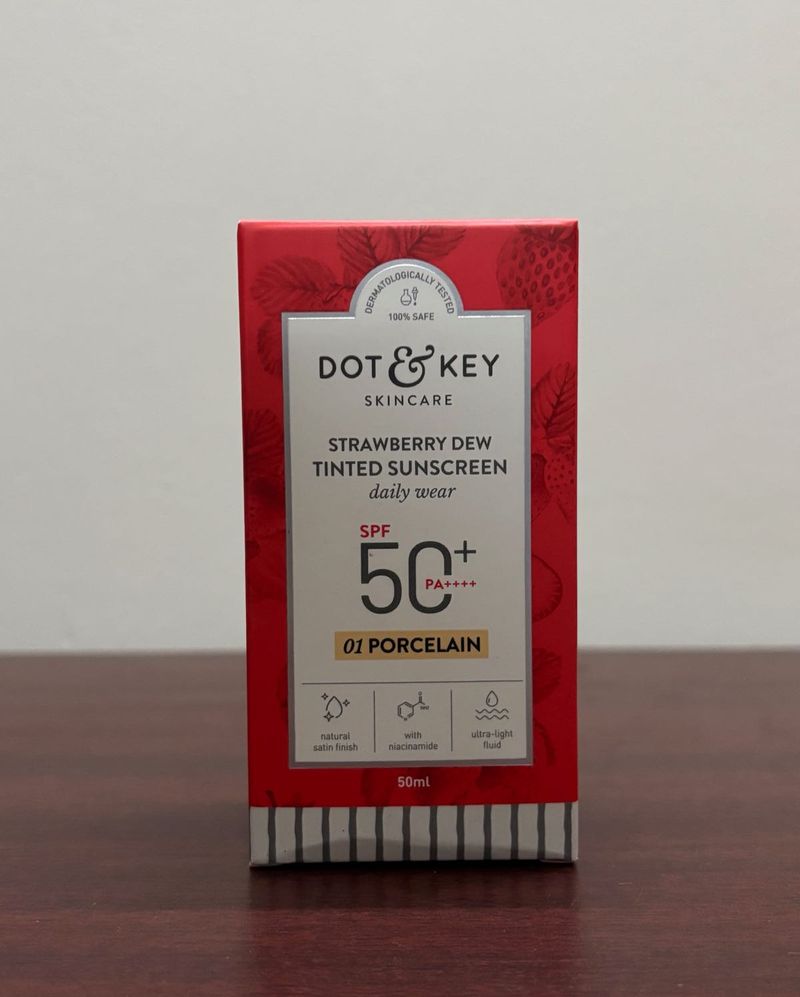 DERMATOLOGICALLY TESTED
100% SAFE
DOT & KEY
SKINCARE
STRAWBERRY DEW
TINTED SUNSCREEN
daily wear
SPF
50+
PA++++
01 PORCELAIN
natural
satin finish
with
niacinamide
ultra-light
fluid
NH2
50ml